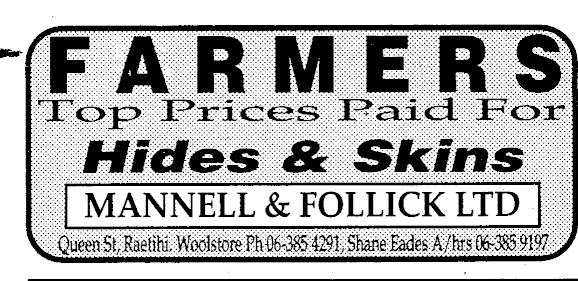 FARMERS
Top Prices Paid For
Hides & Skins
MANNELL & FOLLICK LTD
Queen St, Raetihi. Woolstore Ph 06-385 4291, Shane Eades A/hrs 06-385 9197